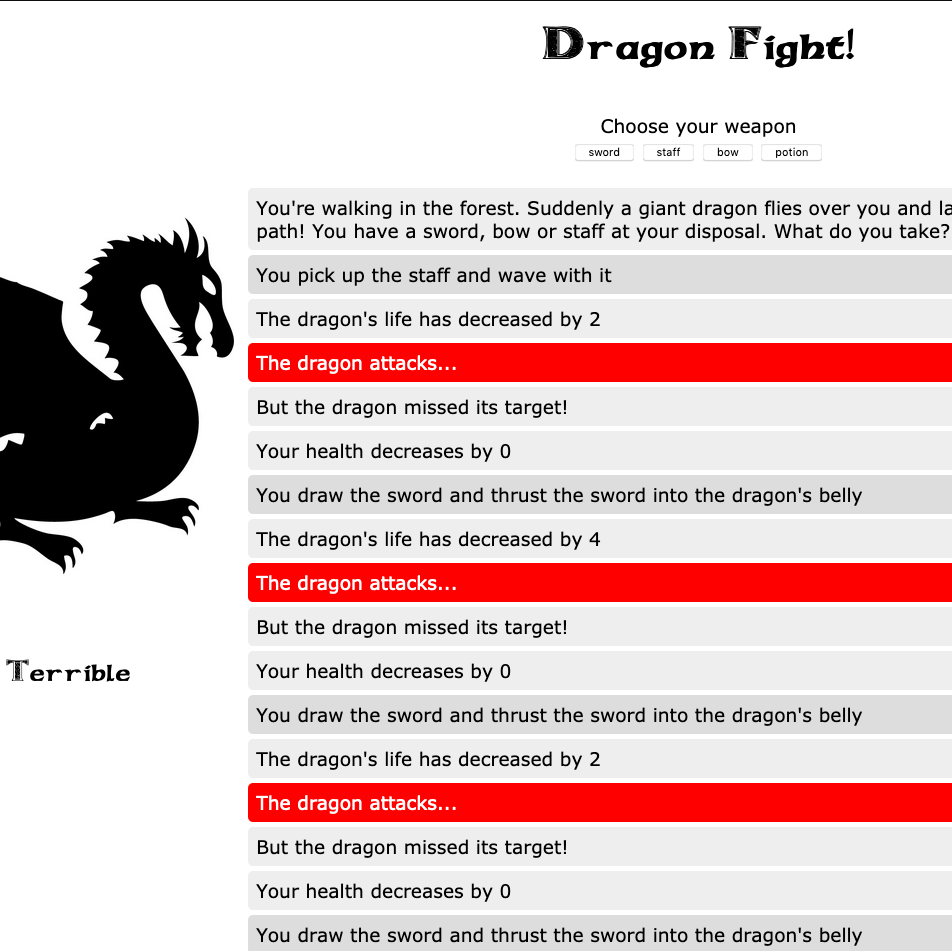 Dragon Fight!
Choose your weapon
sword staff bow potion
You're walking in the forest. Suddenly a giant dragon flies over you and
path! You have a sword, bow or staff at your disposal. What do you take?
You pick up the staff and wave with it
The dragon's life has decreased by 2
The dragon attacks...
But the dragon missed its target!
Your health decreases by 0
You draw the sword and thrust the sword into the dragon's belly
The dragon's life has decreased by 4
The dragon attacks...
But the dragon missed its target!
Your health decreases by 0
Terrible
You draw the sword and thrust the sword into the dragon's belly
The dragon's life has decreased by 2
The dragon attacks...
But the dragon missed its target!
Your health decreases by 0
You draw the sword and thrust the sword into the dragon's belly